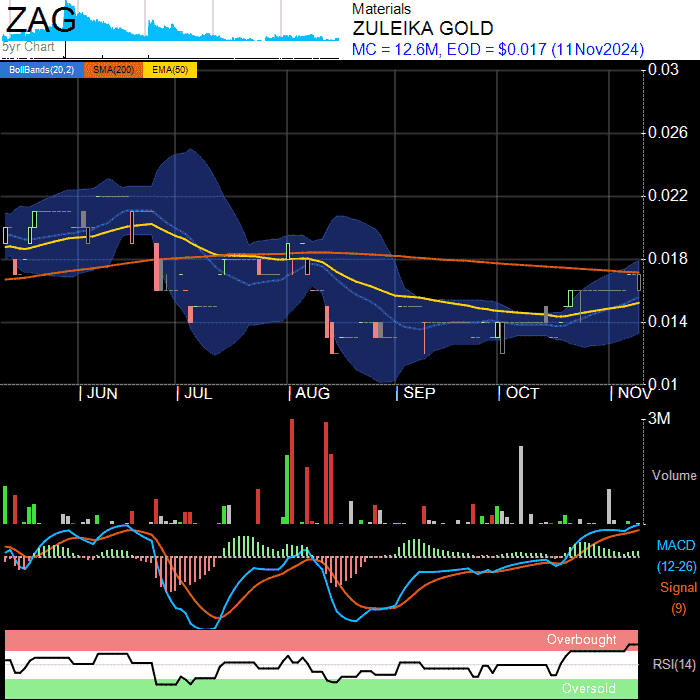 ZAG
5yr Chart
Materials
ZULEIKA GOLD
MC = 12.6M, EOD = $0.017 (11Nov2024)
BollBands(20,2) SMA(200) EMA(50)
0.03
0.026
0.022
0.018
0.014
0.01
JUN JUL AUG SEP OCT NOV
3M
Volume
MACD
(12-26)
Signal
(9)
Overbought
RSI(14)
Oversold